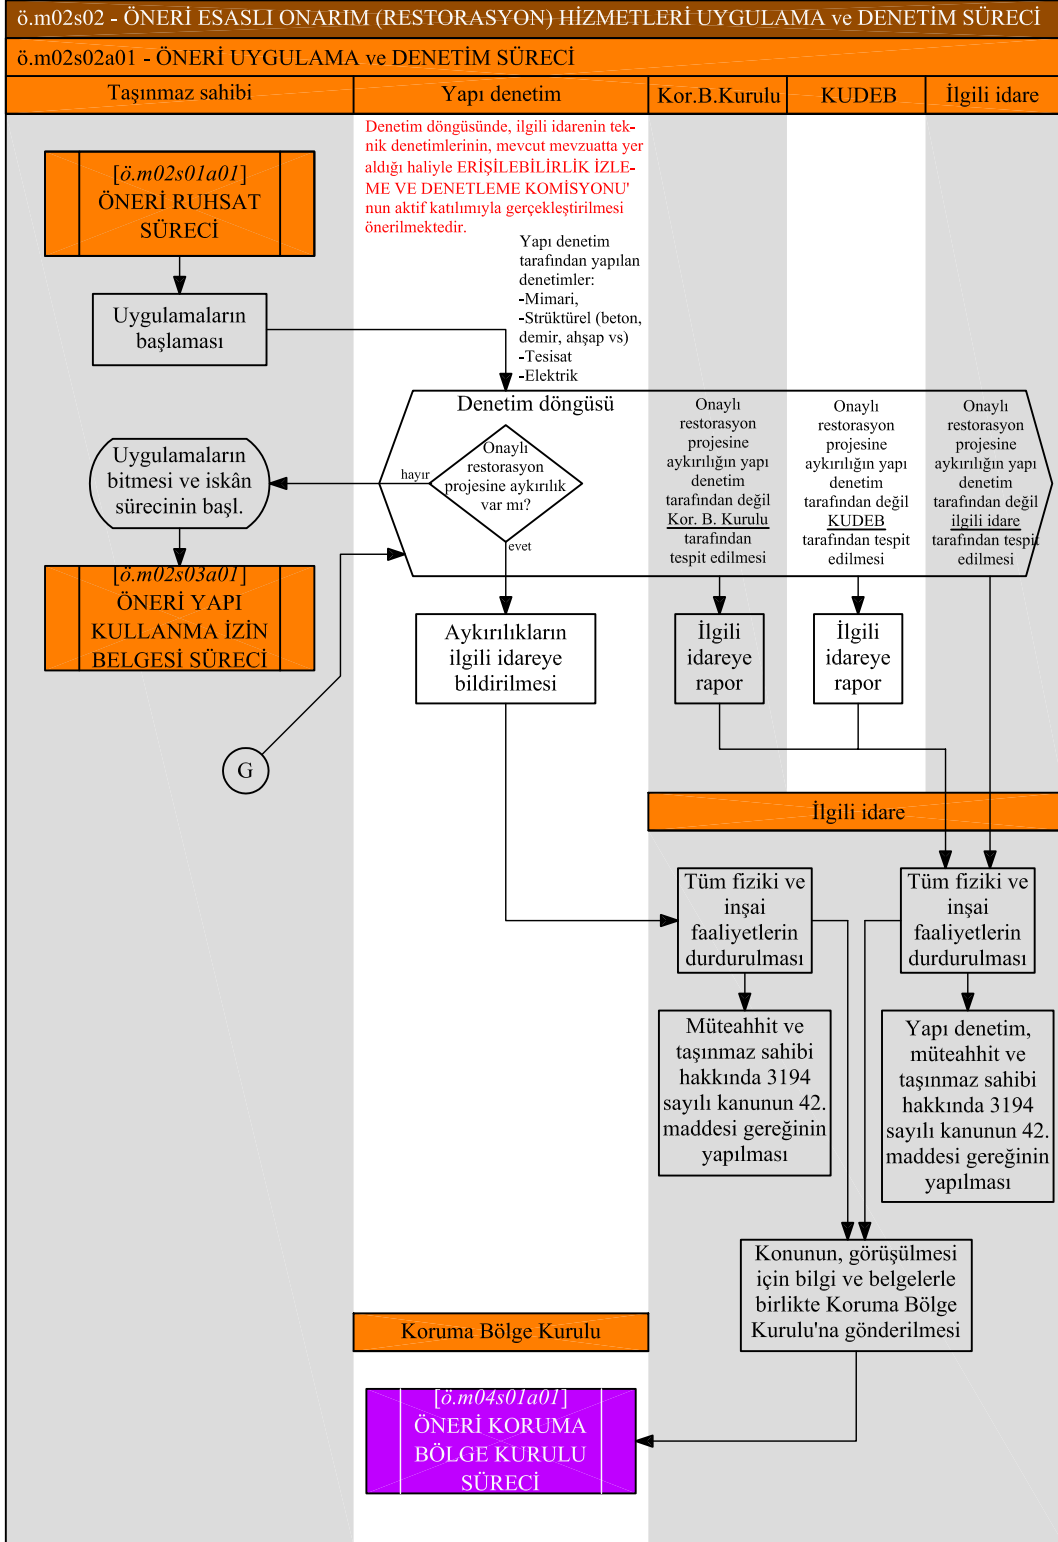 ö.m02s02 - ÖNERİ ESASLI ONARIM (RESTORASYON) HİZMETLERİ UYGULAMA ve DENETİM SÜRECİ
ö.m02s02a01 - ÖNERİ UYGULAMA ve DENETİM SÜRECİ
Taşınmaz sahibi
Yapı denetim
Kor.B.Kurulu
KUDEB
İlgili idare
Denetim döngüsünde, ilgili idarenin tek-
nik denetimlerinin, mevcut mevzuatta yer
aldığı haliyle ERİŞİLEBİLİRLİK İZLE-
ME VE DENETLEME KOMİSYONU'
nun aktif katılımıyla gerçekleştirilmesi
önerilmektedir.
[ö.m02s01a01]
ÖNERİ RUHSAT
SÜRECİ
Yapı denetim
tarafından yapılan
denetimler:
-Mimari,
-Strüktürel (beton,
demir, ahşap vs)
-Tesisat
-Elektrik
Uygulamaların
başlaması
Denetim döngüsü
Onaylı
restorasyon
projesine aykırılık
var mı?
hayır
evet
Onaylı
restorasyon
projesine
aykırılığın yapı
denetim
tarafından değil
Kor. B. Kurulu
tarafından
tespit edilmesi
Onaylı
restorasyon
projesine
aykırılığın yapı
denetim
tarafından değil
KUDEB
tarafından tespit
edilmesi
Onaylı
restorasyon
projesine
aykırılığın yapı
denetim
tarafından değil
ilgili idare
tarafından tespit
edilmesi
Uygulamaların
bitmesi ve iskân
sürecinin başl.
[ö.m02s03a01]
ÖNERİ YAPI
KULLANMA İZİN
BELGESİ SÜRECİ
Aykırılıkların
ilgili idareye
bildirilmesi
İlgili
idareye
rapor
İlgili
idareye
rapor
G
İlgili idare
Tüm fiziki ve
inşai
faaliyetlerin
durdurulması
Tüm fiziki ve
inşai
faaliyetlerin
durdurulması
Müteahhit ve
taşınmaz sahibi
hakkında 3194
sayılı kanunun 42.
maddesi gereğinin
yapılması
Yapı denetim,
müteahhit ve
taşınmaz sahibi
hakkında 3194
sayılı kanunun 42.
maddesi gereğinin
yapılması
Konunun, görüşülmesi
için bilgi ve belgelerle
birlikte Koruma Bölge
Kurulu'na gönderilmesi
Koruma Bölge Kurulu
[ö.m04s01a01]
ÖNERİ KORUMA
BÖLGE KURULU
SÜRECİ